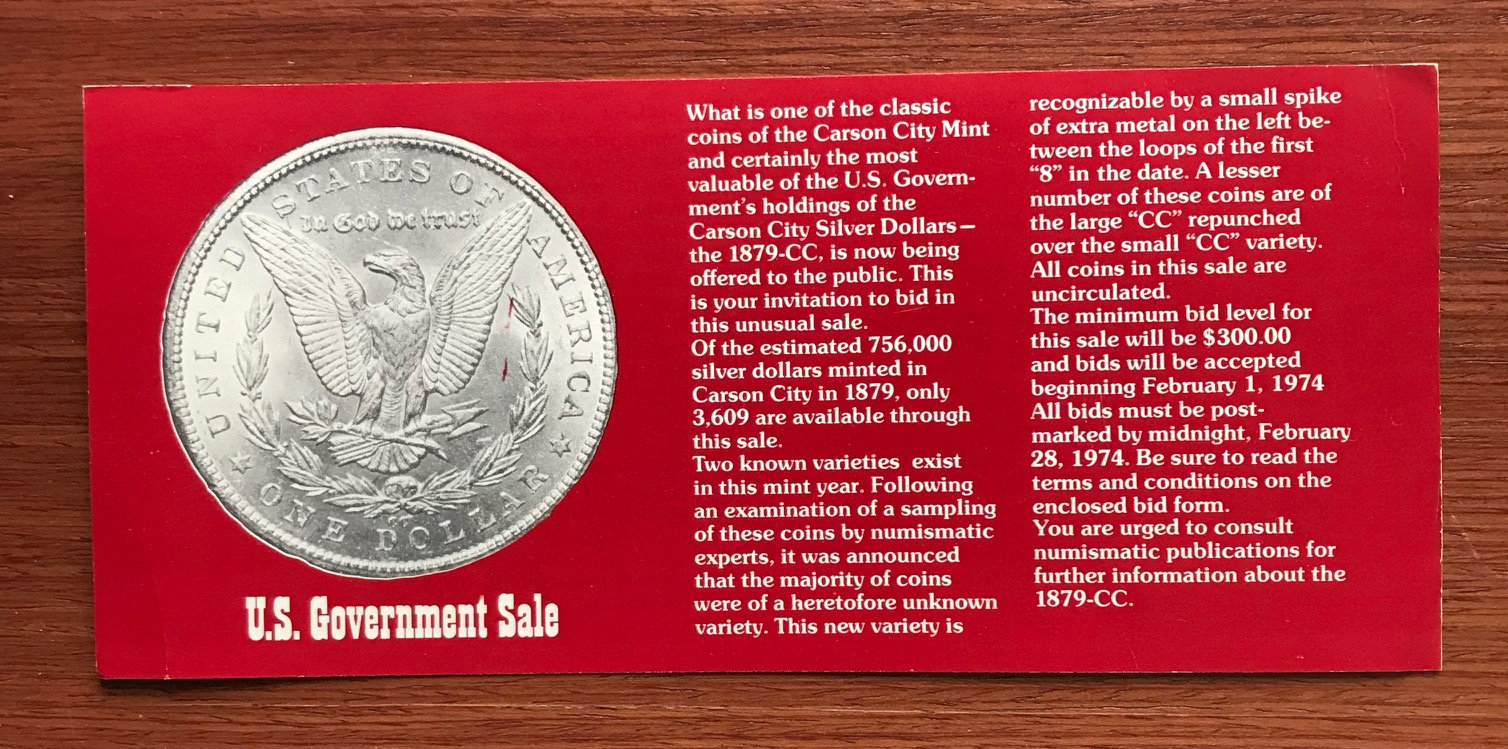 UNITED STATES OF AMERICA
In God we trust
ONE DOLLAR
CC
U.S. Government Sale
What is one of the classic
coins of the Carson City Mint
and certainly the most
valuable of the U.S. Govern-
ment's holdings of the
Carson City Silver Dollars—
the 1879-CC, is now being
offered to the public. This
is your invitation to bid in
this unusual sale.
Of the estimated 756,000
silver dollars minted in
Carson City in 1879, only
3,609 are available through
this sale.
Two known varieties exist
in this mint year. Following
an examination of a sampling
of these coins by numismatic
experts, it was announced
that the majority of coins
were of a heretofore unknown
variety. This new variety is
recognizable by a small spike
of extra metal on the left be-
tween the loops of the first
“8” in the date. A lesser
number of these coins are of
the large “CC” repunched
over the small “CC” variety.
All coins in this sale are
uncirculated.
The minimum bid level for
this sale will be $300.00
and bids will be accepted
beginning February 1, 1974
All bids must be post-
marked by midnight, February
28, 1974. Be sure to read the
terms and conditions on the
enclosed bid form.
You are urged to consult
numismatic publications for
further information about the
1879-CC.